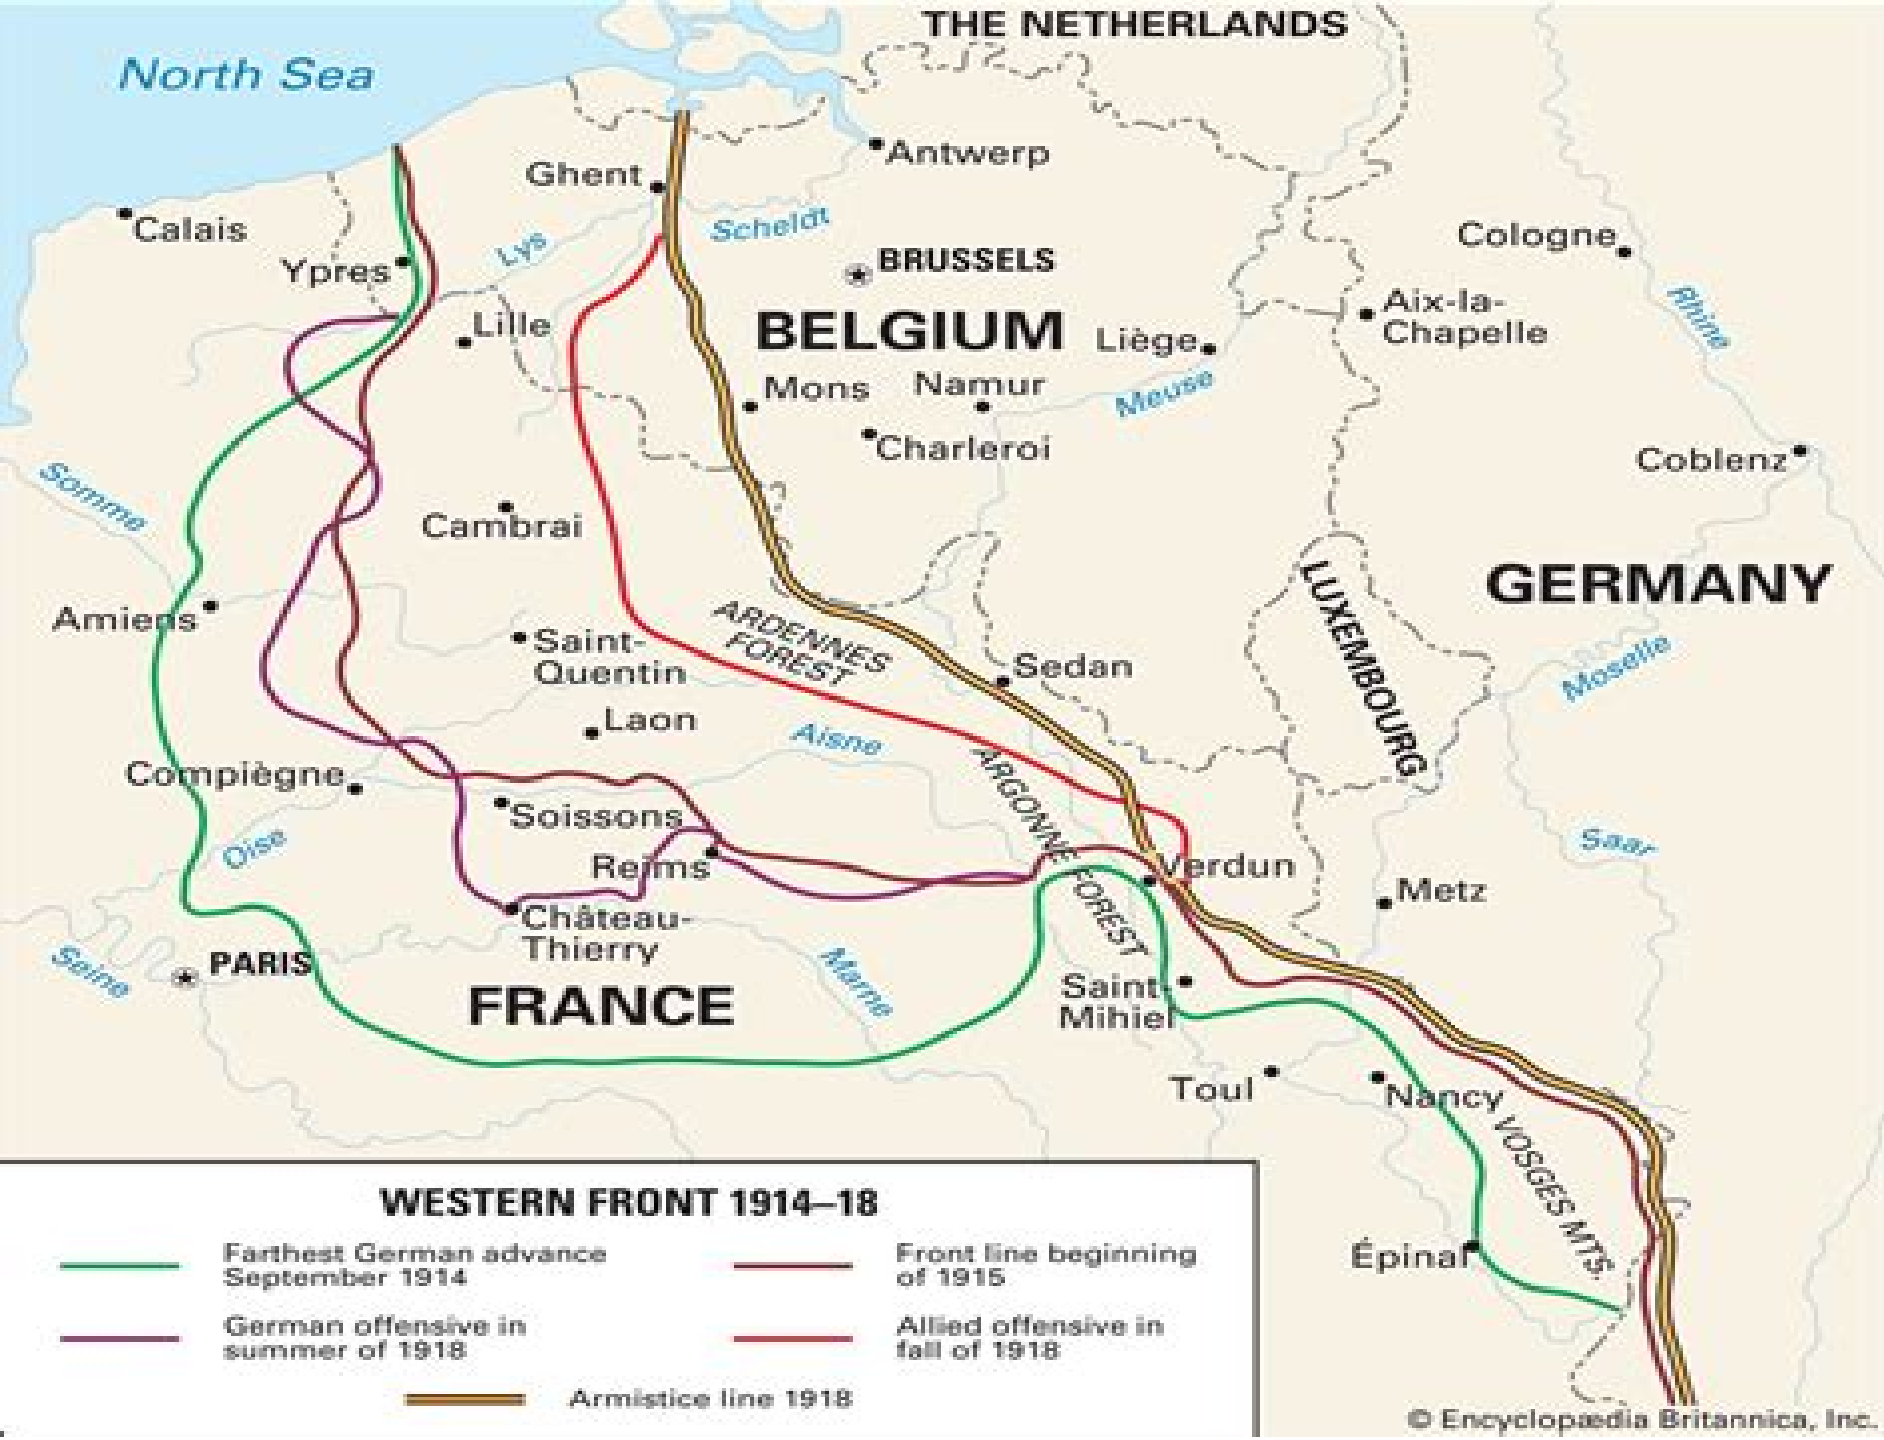 THE NETHERLANDS
North Sea
Antwerp
Ghent
Calais
Scheldt
Lys
Cologne
Ypres
BRUSSELS
Rhine
Lille
BELGIUM
Liège
Aix-la-
Chapelle
Mons
Namur
Meuse
Charleroi
Coblenz
Somme
Cambrai
GERMANY
LUXEMBOURG
Amiens
ARDENNES
FOREST
Saint-
Quentin
Sedan
Moselle
Laon
Aisne
Compiègne
ARGONNE FOREST
Soissons
Oise
Saar
Reims
Verdun
Metz
Château-
Thierry
PARIS
Seine
Marne
FRANCE
Saint-
Mihiel
Toul
Nancy
VOSGES MTS.
Épinal
WESTERN FRONT 1914–18
Farthest German advance
September 1914
Front line beginning
of 1915
German offensive in
summer of 1918
Allied offensive in
fall of 1918
Armistice line 1918
© Encyclopædia Britannica, Inc.